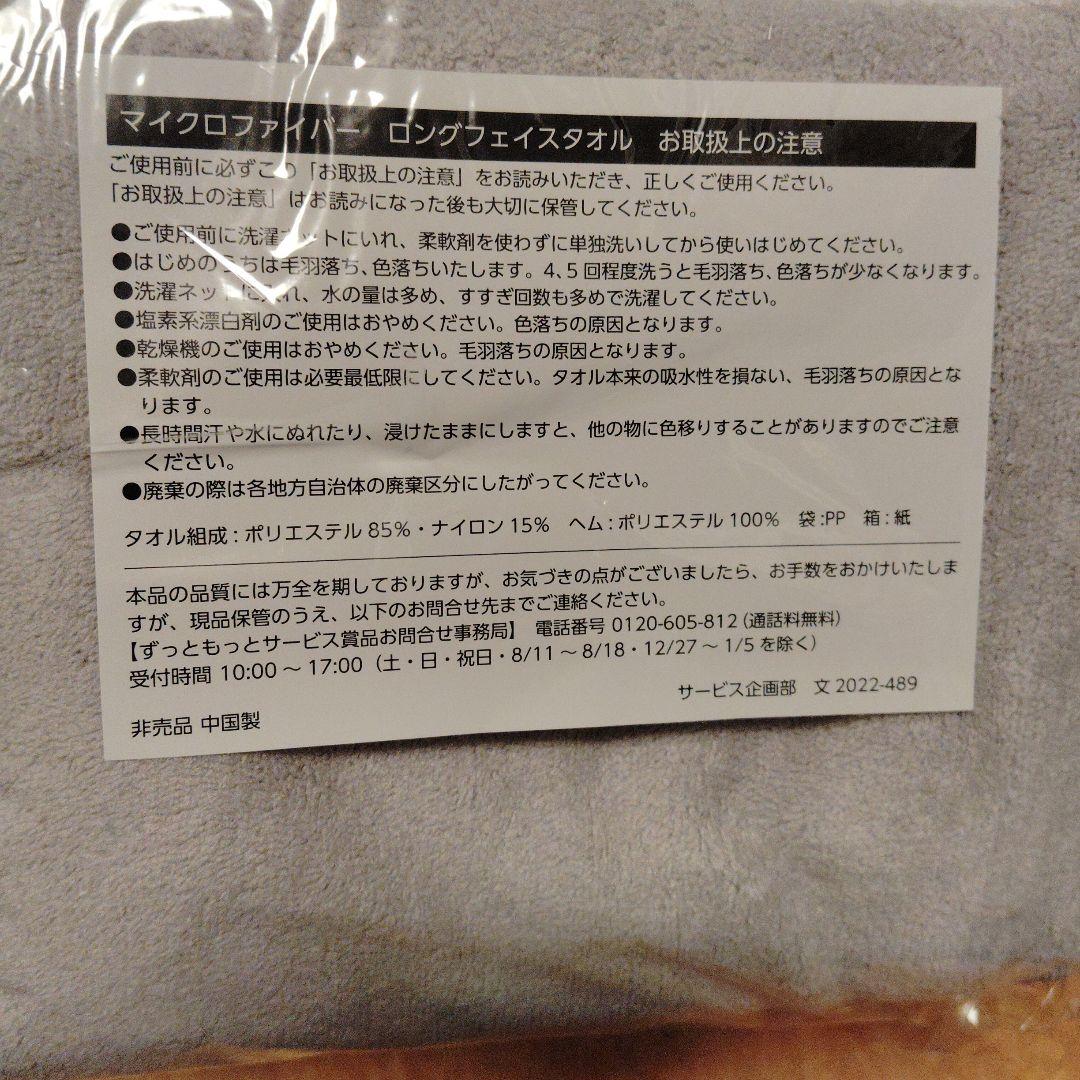 マイクロファイバー ロングフェイスタオル お取扱上の注意
ご使用前に必ずこの「お取扱上の注意」をお読みいただき、正しくご使用ください。
「お取扱上の注意」はお読みになった後も大切に保管してください。
●ご使用前に洗濯ネットにいれ、柔軟剤を使わずに単独洗いしてから使いはじめてください。
●はじめのうちは毛羽落ち、色落ちいたします。4、5回程度洗うと毛羽落ち、色落ちが少なくなります。
●洗濯ネットに入れ、水の量は多め、すすぎ回数も多めで洗濯してください。
●塩素系漂白剤のご使用はおやめください。色落ちの原因となります。
●乾燥機のご使用はおやめください。毛羽落ちの原因となります。
●柔軟剤のご使用は必要最低限にしてください。タオル本来の吸水性を損ない、毛羽落ちの原因とな
ります。
●長時間汗や水にぬれたり、浸けたままにしますと、他の物に色移りすることがありますのでご注意
ください。
●廃棄の際は各地方自治体の廃棄区分にしたがってください。
タオル組成：ポリエステル 85%・ナイロン 15% ヘム：ポリエステル 100% 袋：PP 箱：紙
本品の品質には万全を期しておりますが、お気づきの点がございましたら、お手数をおかけいたしま
すが、現品保管のうえ、以下のお問合せ先までご連絡ください。
【ずっともっとサービス賞品お問合せ事務局】 電話番号 0120-605-812（通話料無料）
受付時間 10:00 ～ 17:00（土・日・祝日・8/11 ～ 8/18・12/27 ～ 1/5 を除く）
サービス企画部 文 2022-489
非売品 中国製